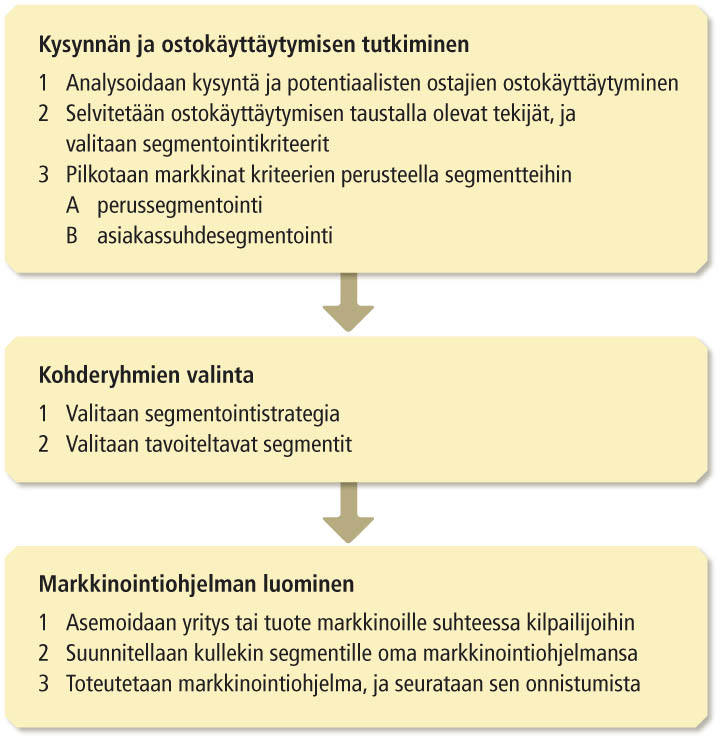 Kysynnän ja ostokäyttäytymisen tutkiminen
1 Analysoidaan kysyntä ja potentiaalisten ostajien ostokäyttäytyminen
2 Selvitetään ostokäyttäytymisen taustalla olevat tekijät, ja
valitaan segmentointikriteerit
3 Pilkotaan markkinat kriteerien perusteella segmentteihin
A perussegmentointi
B asiakassuhdesegmentointi
Kohderyhmien valinta
1 Valitaan segmentointistrategia
2 Valitaan tavoiteltavat segmentit
Markkinointiohjelman luominen
1 Asemoidaan yritys tai tuote markkinoille suhteessa kilpailijoihin
2 Suunnitellaan kullekin segmentille oma markkinointiohjelmansa
3 Toteutetaan markkinointiohjelma, ja seurataan sen onnistumista